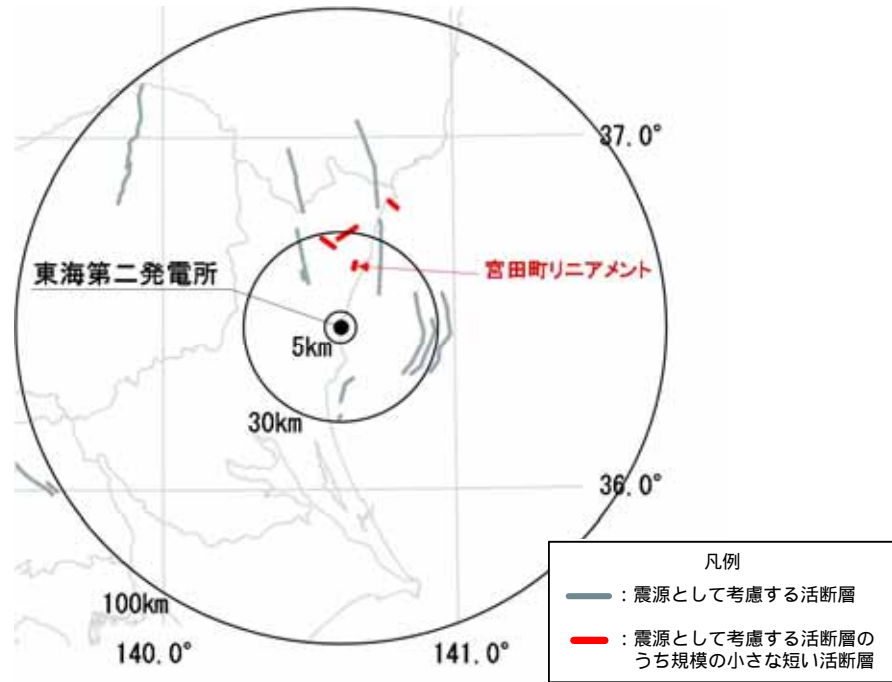 37.0°
東海第二発電所
宮田町リニアメント
5km
30km
36.0°
100km
140.0°
141.0°
凡例
：震源として考慮する活断層
：震源として考慮する活断層の
うち規模の小さな短い活断層